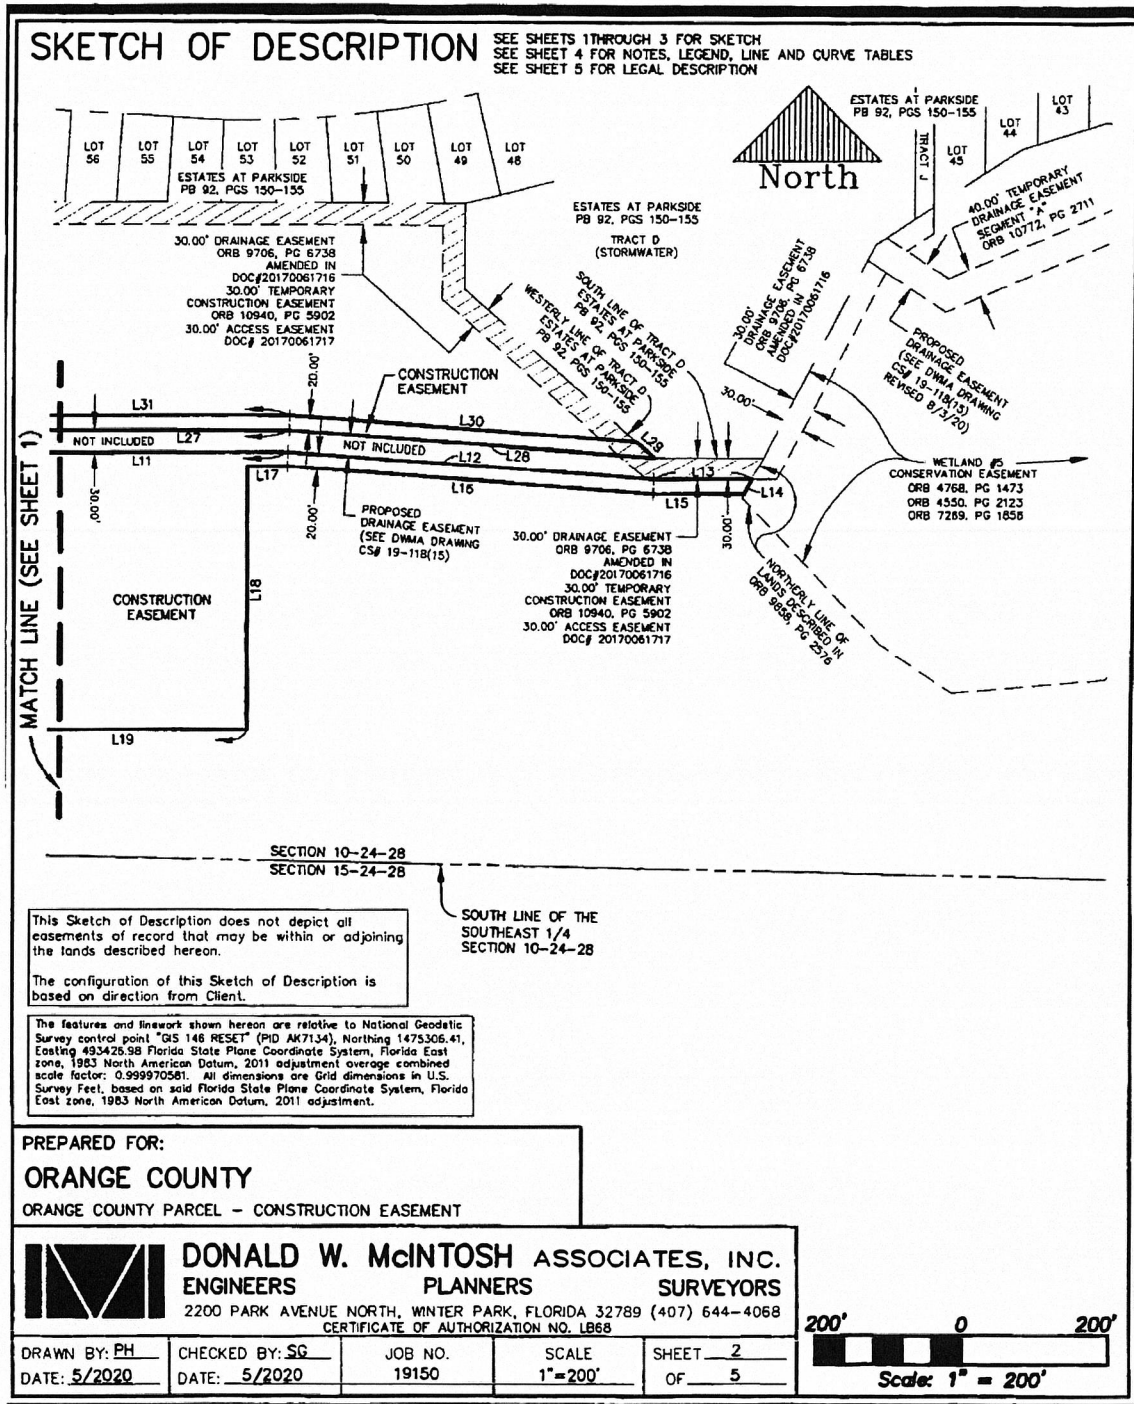 SKETCH OF DESCRIPTION
SEE SHEETS 1THROUGH 3 FOR SKETCH
SEE SHEET 4 FOR NOTES, LEGEND, LINE AND CURVE TABLES
SEE SHEET 5 FOR LEGAL DESCRIPTION
LOT 56
LOT 55
LOT 54
LOT 53
LOT 52
LOT 51
LOT 50
LOT 49
LOT 48
ESTATES AT PARKSIDE
PB 92, PGS 150-155
North
ESTATES AT PARKSIDE
PB 92, PGS 150-155
TRACT J
LOT 45
LOT 44
LOT 43
40.00' TEMPORARY
DRAINAGE EASEMENT
SEGMENT "A"
ORB 10772, PG 2711
ESTATES AT PARKSIDE
PB 92, PGS 150-155
TRACT D
(STORMWATER)
30.00' DRAINAGE EASEMENT
ORB 9706, PG 6738
AMENDED IN
DOC#20170061716
30.00' TEMPORARY
CONSTRUCTION EASEMENT
ORB 10940, PG 5902
30.00' ACCESS EASEMENT
DOC# 20170061717
SOUTH LINE OF TRACT D
ESTATES AT PARKSIDE
PB 92, PGS 150-155
WESTERLY LINE OF TRACT D
ESTATES AT PARKSIDE
PB 92, PGS 150-155
30.00'
DRAINAGE EASEMENT
ORB 9706, PG 6738
AMENDED IN
DOC#20170061716
30.00'
PROPOSED
DRAINAGE EASEMENT
(SEE DWMA DRAWING
CS# 19-118(15)
REVISED 8/3/20)
20.00'
CONSTRUCTION
EASEMENT
L31
L30
L29
NOT INCLUDED
L27
NOT INCLUDED
L28
L11
L12
L13
L14
L17
L16
L15
30.00'
20.00'
30.00'
PROPOSED
DRAINAGE EASEMENT
(SEE DWMA DRAWING
CS# 19-118(15)
WETLAND #5
CONSERVATION EASEMENT
ORB 4768, PG 1473
ORB 4550, PG 2123
ORB 7269, PG 1858
30.00' DRAINAGE EASEMENT
ORB 9706, PG 6738
AMENDED IN
DOC#20170061716
30.00' TEMPORARY
CONSTRUCTION EASEMENT
ORB 10940, PG 5902
30.00' ACCESS EASEMENT
DOC# 20170061717
NORTHERLY LINE OF
LANDS DESCRIBED IN
ORB 9858, PG 2576
MATCH LINE (SEE SHEET 1)
CONSTRUCTION
EASEMENT
L18
L19
SECTION 10-24-28
SECTION 15-24-28
SOUTH LINE OF THE
SOUTHEAST 1/4
SECTION 10-24-28
This Sketch of Description does not depict all
easements of record that may be within or adjoining
the lands described hereon.
The configuration of this Sketch of Description is
based on direction from Client.
The features and linework shown hereon are relative to National Geodetic
Survey control point "GIS 146 RESET" (PID AK7134), Northing 1475306.41,
Easting 493426.98 Florida State Plane Coordinate System, Florida East
zone, 1983 North American Datum, 2011 adjustment average combined
scale factor: 0.999970581. All dimensions are Grid dimensions in U.S.
Survey Feet, based on said Florida State Plane Coordinate System, Florida
East zone, 1983 North American Datum, 2011 adjustment.
PREPARED FOR:
ORANGE COUNTY
ORANGE COUNTY PARCEL - CONSTRUCTION EASEMENT
DONALD W. McINTOSH ASSOCIATES, INC.
ENGINEERS PLANNERS SURVEYORS
2200 PARK AVENUE NORTH, WINTER PARK, FLORIDA 32789 (407) 644-4068
CERTIFICATE OF AUTHORIZATION NO. LB68
DRAWN BY: PH
DATE: 5/2020
CHECKED BY: SG
DATE: 5/2020
JOB NO.
19150
SCALE
1"=200'
SHEET 2
OF 5
200' 0 200'
Scale: 1" = 200'